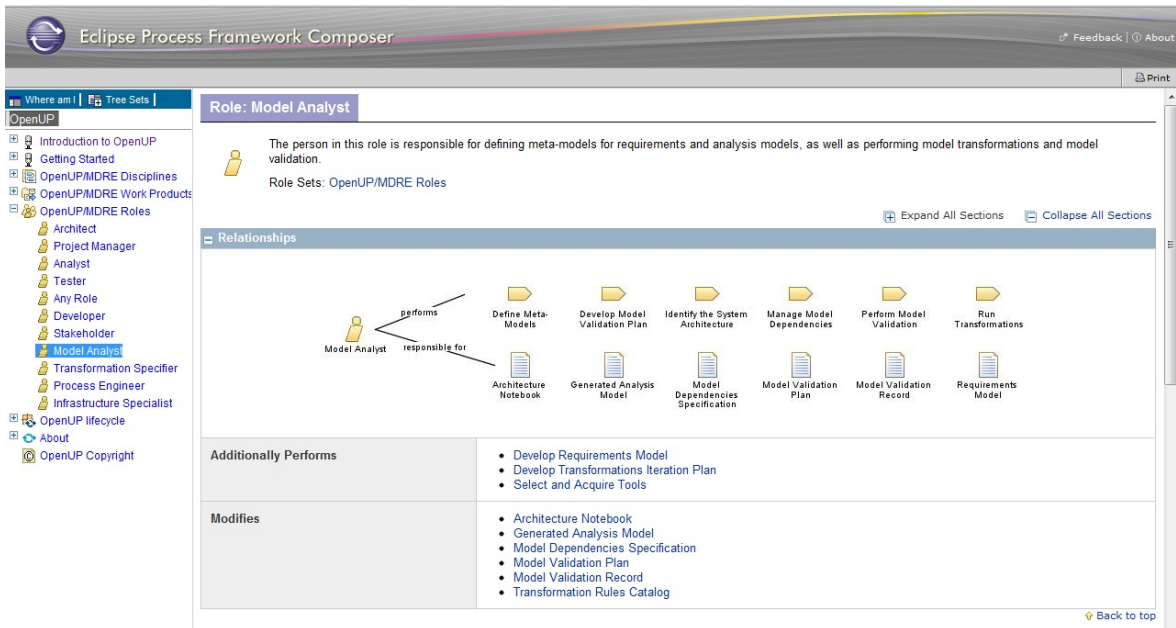 Eclipse Process Framework Composer
Feedback | About
Print
Where am I | Tree Sets |
OpenUP
Introduction to OpenUP
Getting Started
OpenUP/MDRE Disciplines
OpenUP/MDRE Work Products
OpenUP/MDRE Roles
Architect
Project Manager
Analyst
Tester
Any Role
Developer
Stakeholder
Model Analyst
Transformation Specifier
Process Engineer
Infrastructure Specialist
OpenUP lifecycle
About
OpenUP Copyright
Role: Model Analyst
The person in this role is responsible for defining meta-models for requirements and analysis models, as well as performing model transformations and model
validation.
Role Sets: OpenUP/MDRE Roles
Expand All Sections Collapse All Sections
Relationships
Model Analyst
performs
Define Meta-
Models
Develop Model
Validation Plan
Identify the System
Architecture
Manage Model
Dependencies
Perform Model
Validation
Run
Transformations
responsible for
Architecture
Notebook
Generated Analysis
Model
Model
Dependencies
Specification
Model Validation
Plan
Model Validation
Record
Requirements
Model
Additionally Performs
• Develop Requirements Model
• Develop Transformations Iteration Plan
• Select and Acquire Tools
Modifies
• Architecture Notebook
• Generated Analysis Model
• Model Dependencies Specification
• Model Validation Plan
• Model Validation Record
• Transformation Rules Catalog
Back to top